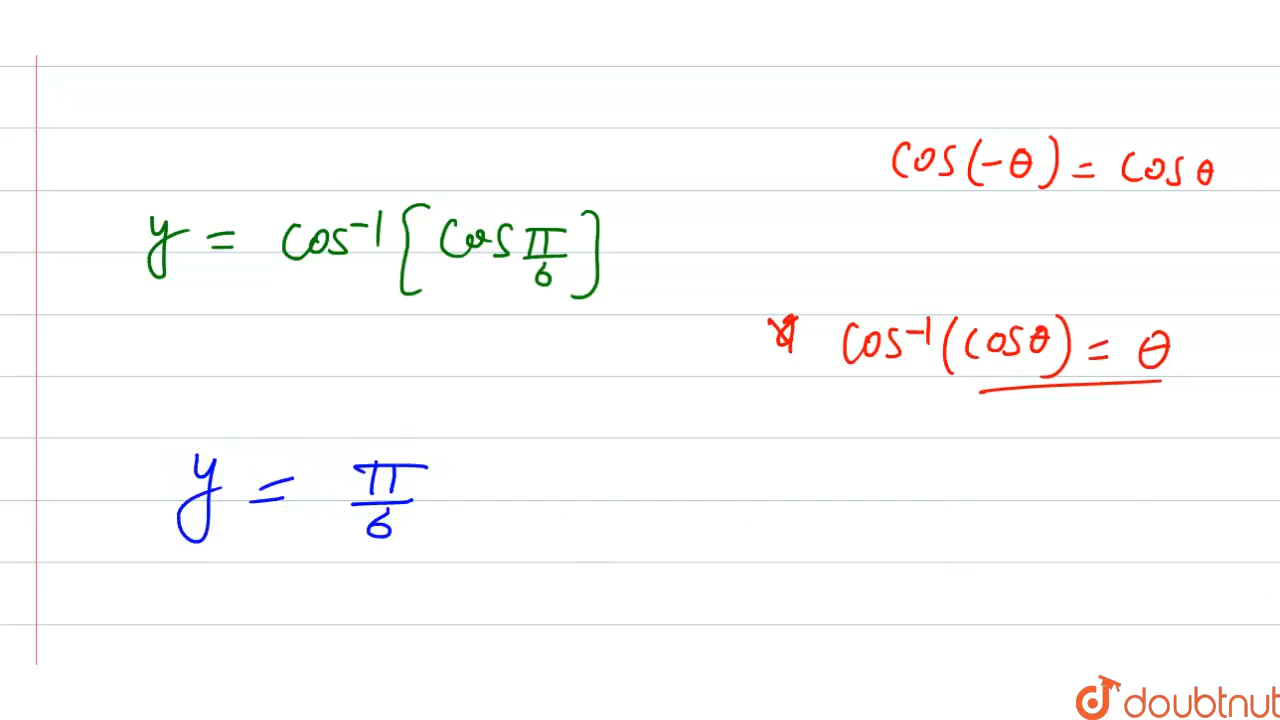 cos(-θ) = cosθ
y = cos⁻¹[cos π/6]
cos⁻¹(cosθ) = θ
y = π/6
doubtnut